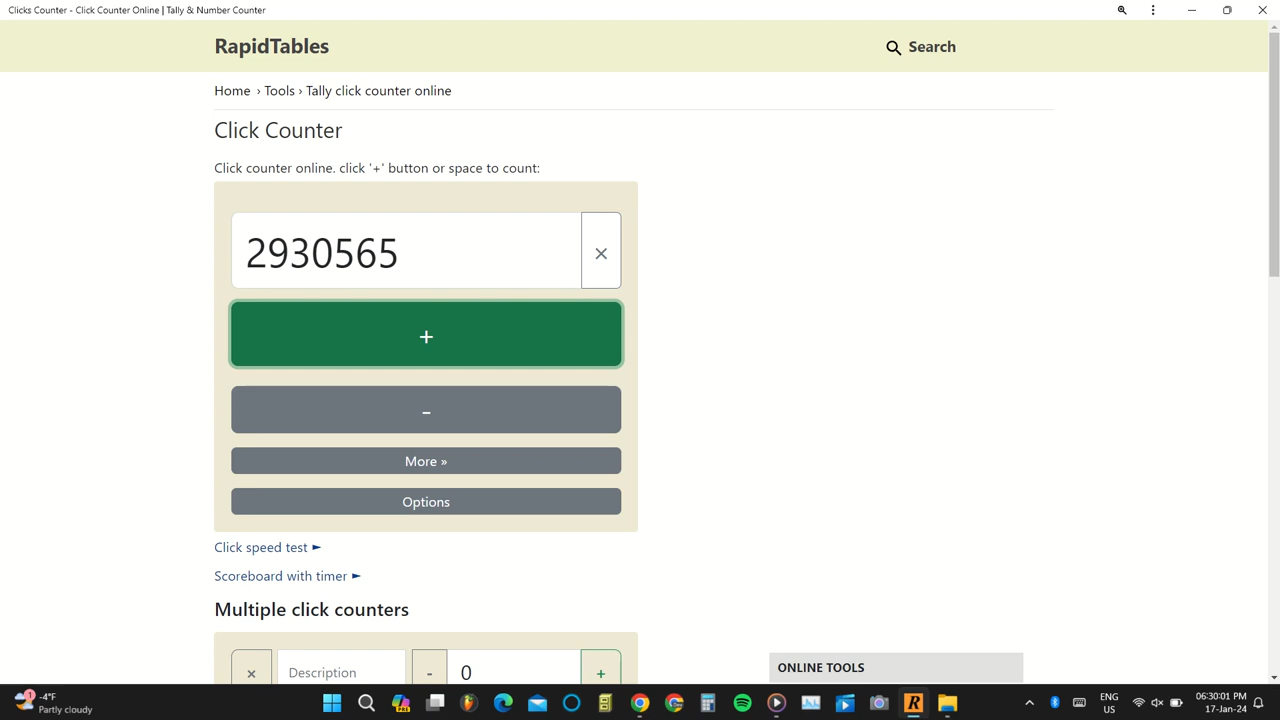 Clicks Counter - Click Counter Online | Tally & Number Counter
RapidTables
Search
Home › Tools › Tally click counter online
Click Counter
Click counter online. click '+' button or space to count:
2930565
×
+
-
More »
Options
Click speed test ►
Scoreboard with timer ►
Multiple click counters
× Description - 0 +
ONLINE TOOLS
1
-4°F
Partly cloudy
PRE
R
ENG
US
06:30:01 PM
17-Jan-24